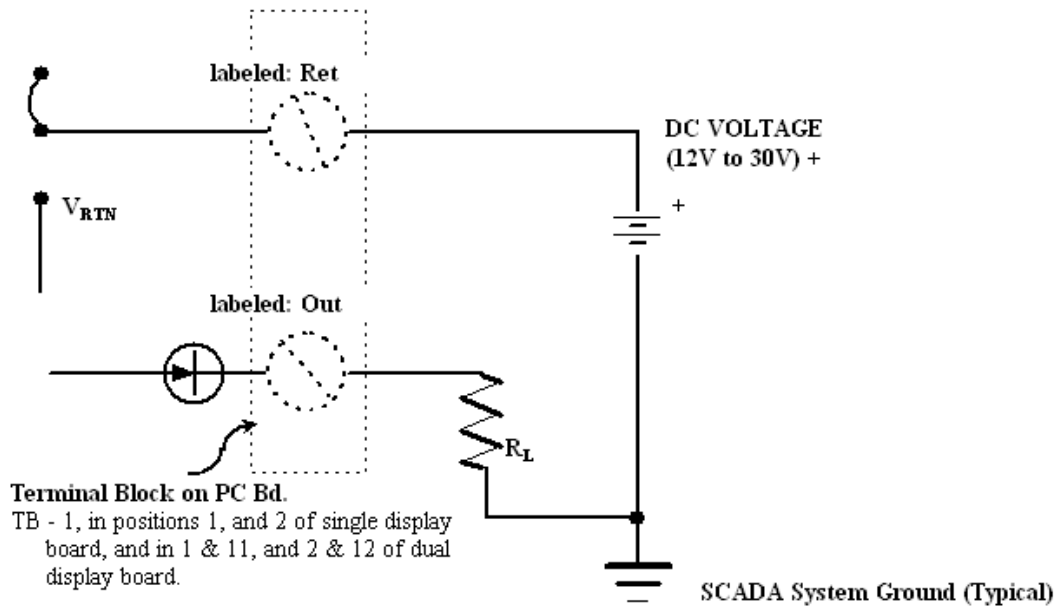 labeled: Ret
DC VOLTAGE
(12V to 30V) +
+
VRTN
labeled: Out
RL
Terminal Block on PC Bd.
TB - 1, in positions 1, and 2 of single display
board, and in 1 & 11, and 2 & 12 of dual
display board.
SCADA System Ground (Typical)